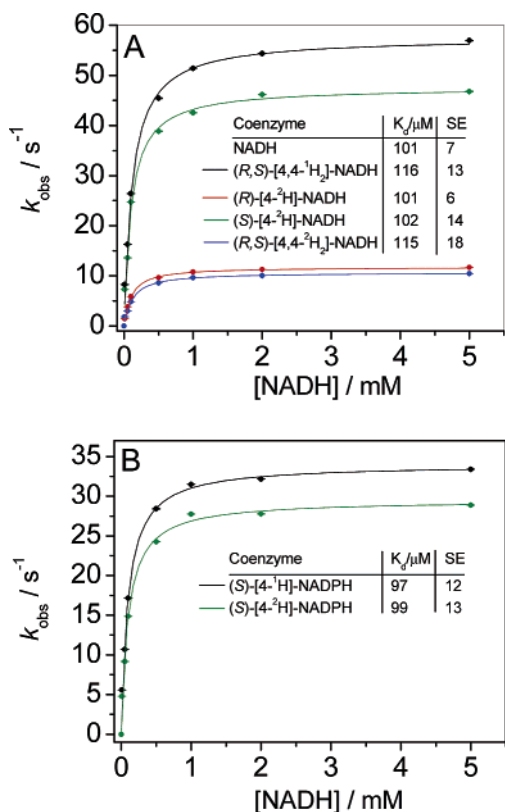 A
60
50
40
30
20
10
0
k_obs / s⁻¹
Coenzyme K_d/μM SE
NADH 101 7
(R,S)-[4,4-¹H₂]-NADH 116 13
(R)-[4-²H]-NADH 101 6
(S)-[4-²H]-NADH 102 14
(R,S)-[4,4-²H₂]-NADH 115 18
0 1 2 3 4 5
[NADH] / mM
B
35
30
25
20
15
10
5
0
k_obs / s⁻¹
Coenzyme K_d/μM SE
(S)-[4-¹H]-NADPH 97 12
(S)-[4-²H]-NADPH 99 13
0 1 2 3 4 5
[NADH] / mM